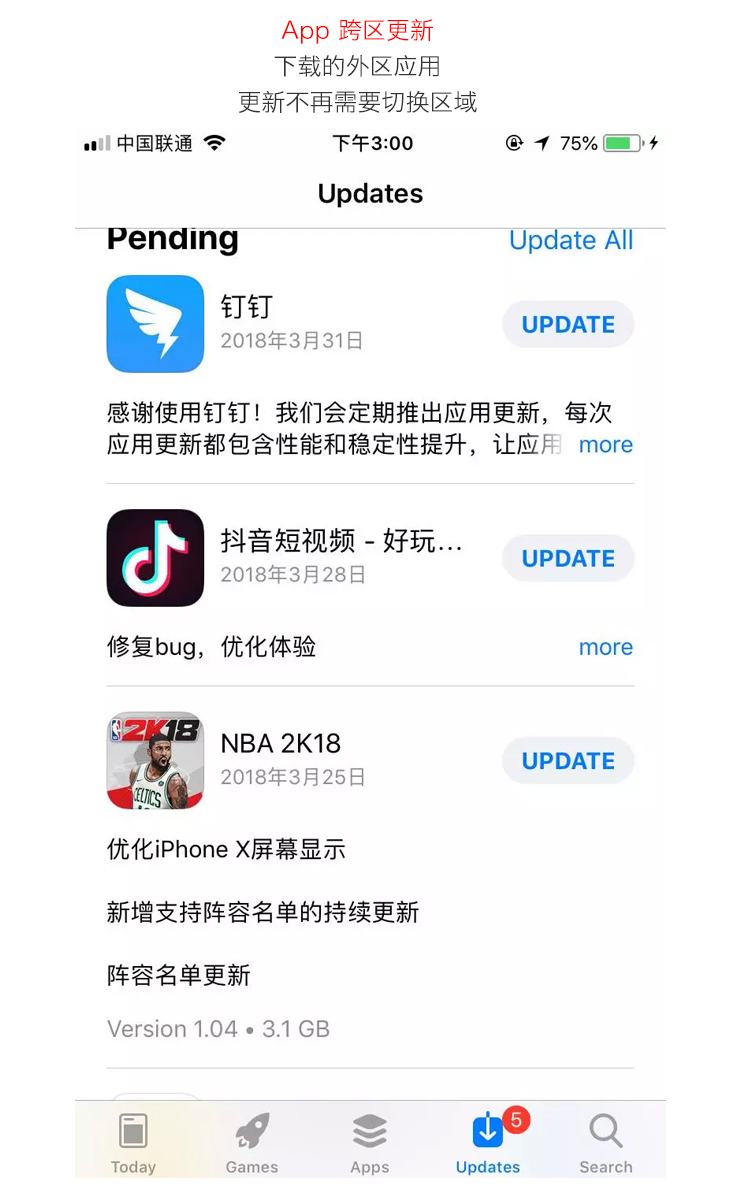 App 跨区更新
下载的外区应用
更新不再需要切换区域
中国联通 下午3:00 75%
Updates
Pending Update All
钉钉
2018年3月31日
UPDATE
感谢使用钉钉！我们会定期推出应用更新，每次
应用更新都包含性能和稳定性提升，让应用 more
抖音短视频 - 好玩...
2018年3月28日
UPDATE
修复bug，优化体验 more
2K18
CELTICS
NBA 2K18
2018年3月25日
UPDATE
优化iPhone X屏幕显示
新增支持阵容名单的持续更新
阵容名单更新
Version 1.04 • 3.1 GB
5
Today Games Apps Updates Search